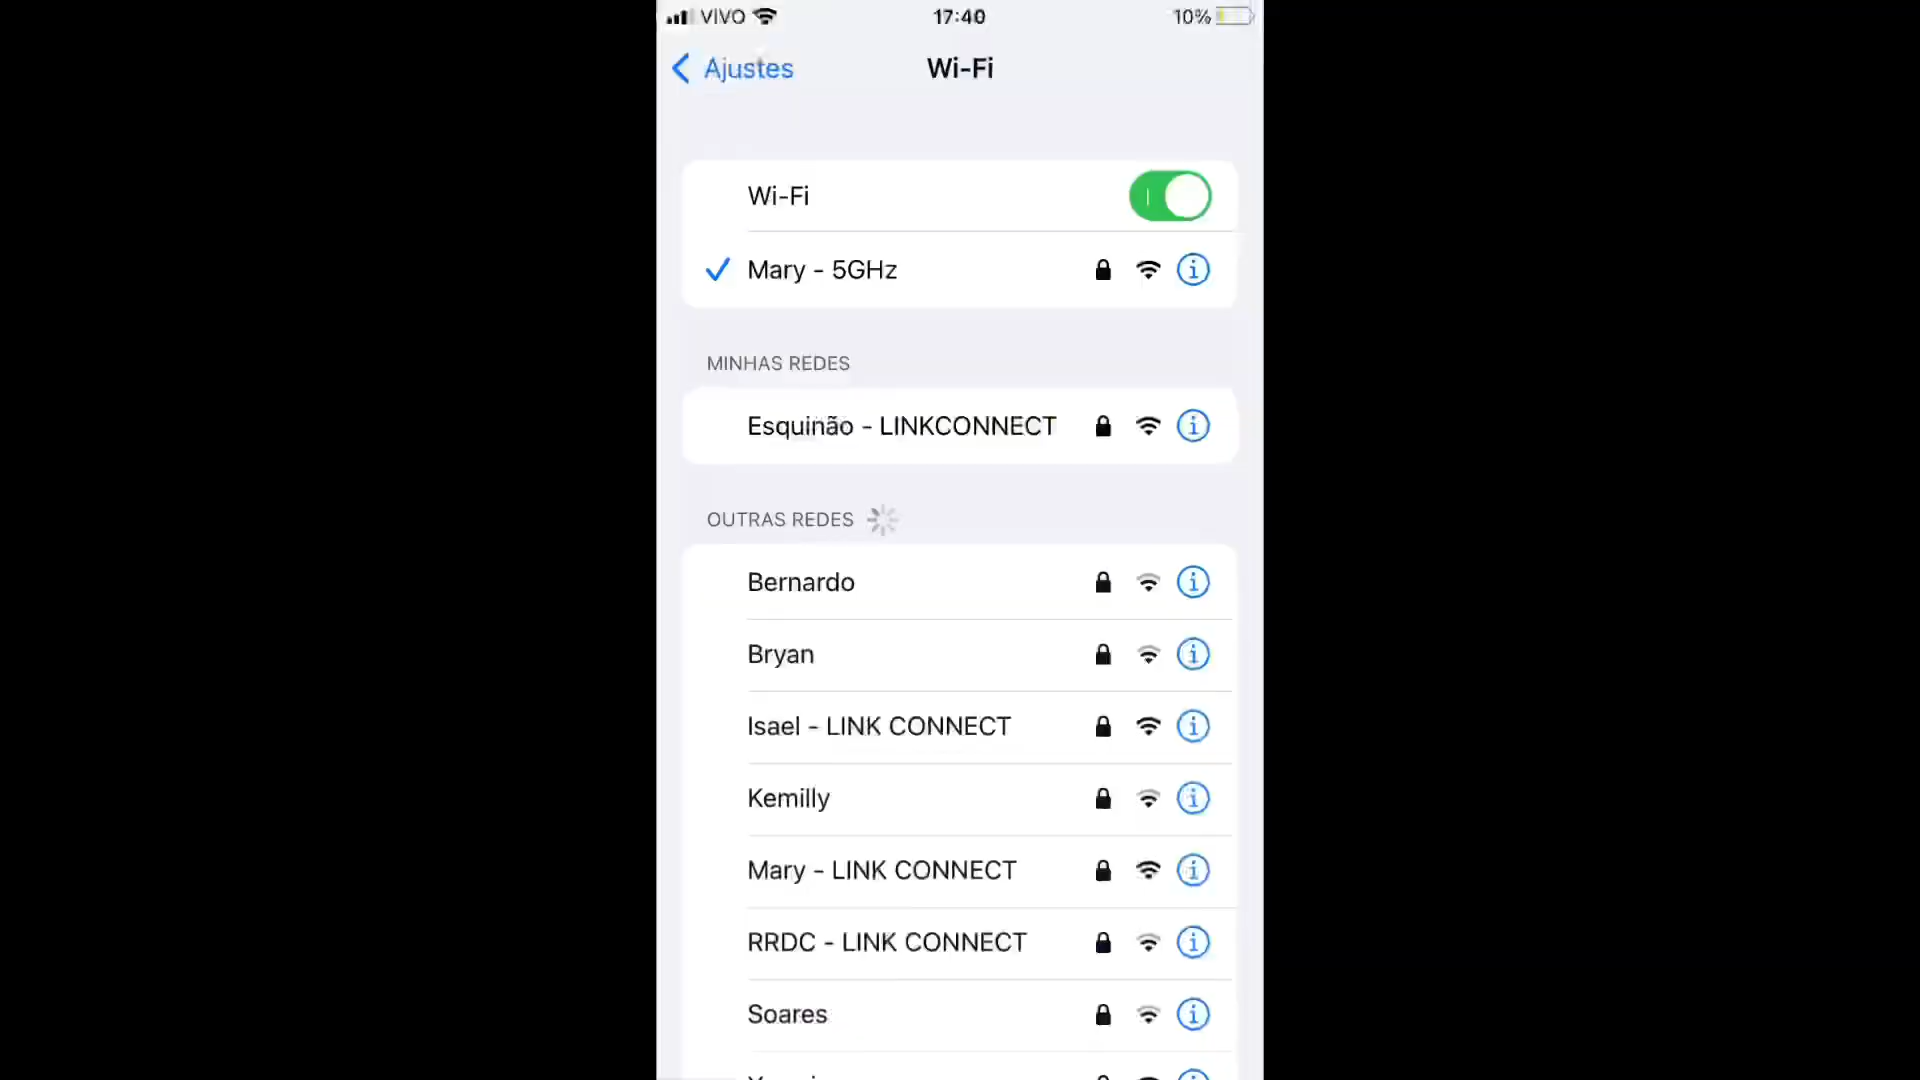 VIVO 17:40 10%
Ajustes Wi-Fi
Wi-Fi
Mary - 5GHz
MINHAS REDES
Esquinão - LINKCONNECT
OUTRAS REDES
Bernardo
Bryan
Isael - LINK CONNECT
Kemilly
Mary - LINK CONNECT
RRDC - LINK CONNECT
Soares